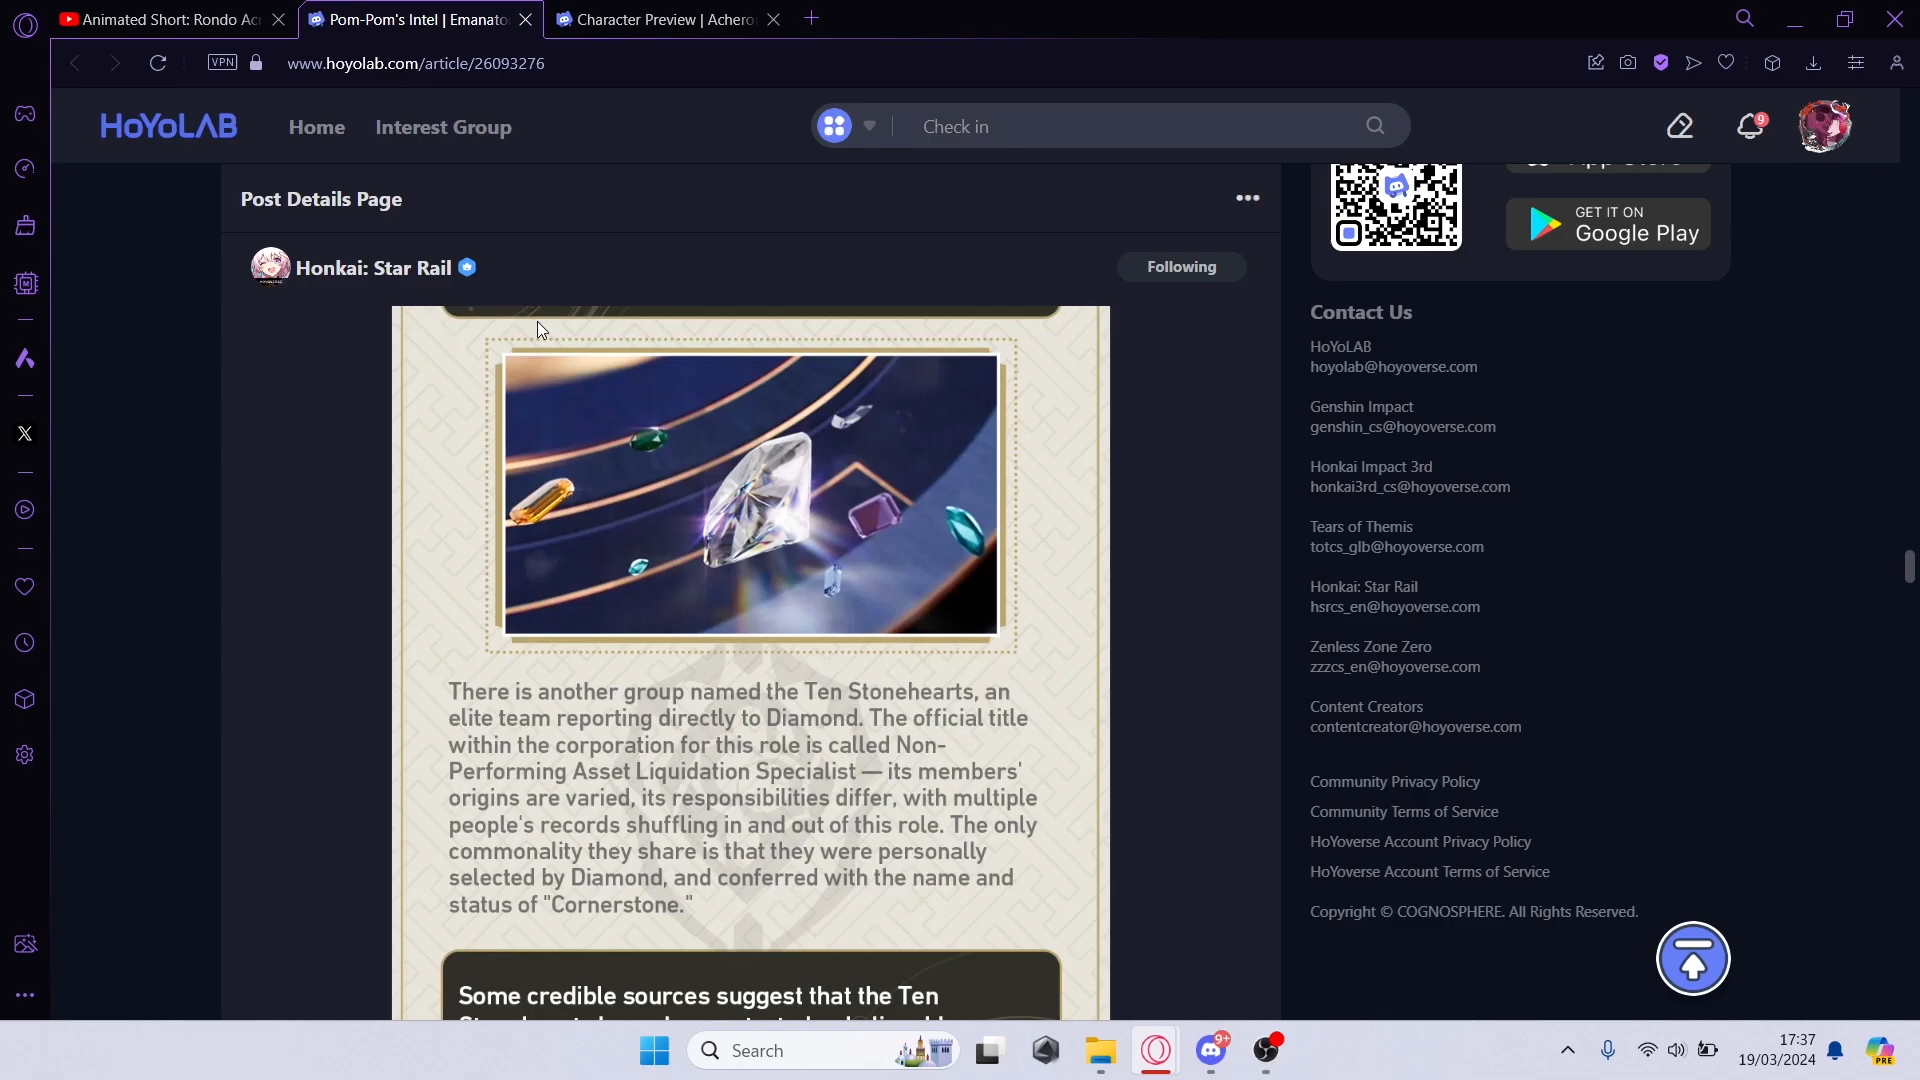 Animated Short: Rondo Ac
Pom-Pom's Intel | Emanato
Character Preview | Achero
VPN
www.hoyolab.com/article/26093276
HoYoLAB
Home
Interest Group
Check in
9
Post Details Page
Honkai: Star Rail
Following
There is another group named the Ten Stonehearts, an
elite team reporting directly to Diamond. The official title
within the corporation for this role is called Non-
Performing Asset Liquidation Specialist — its members'
origins are varied, its responsibilities differ, with multiple
people's records shuffling in and out of this role. The only
commonality they share is that they were personally
selected by Diamond, and conferred with the name and
status of "Cornerstone."
Some credible sources suggest that the Ten
GET IT ON
Google Play
Contact Us
HoYoLAB
hoyolab@hoyoverse.com
Genshin Impact
genshin_cs@hoyoverse.com
Honkai Impact 3rd
honkai3rd_cs@hoyoverse.com
Tears of Themis
totcs_glb@hoyoverse.com
Honkai: Star Rail
hsrcs_en@hoyoverse.com
Zenless Zone Zero
zzzcs_en@hoyoverse.com
Content Creators
contentcreator@hoyoverse.com
Community Privacy Policy
Community Terms of Service
HoYoverse Account Privacy Policy
HoYoverse Account Terms of Service
Copyright © COGNOSPHERE. All Rights Reserved.
Search
9+
17:37
19/03/2024
PRE